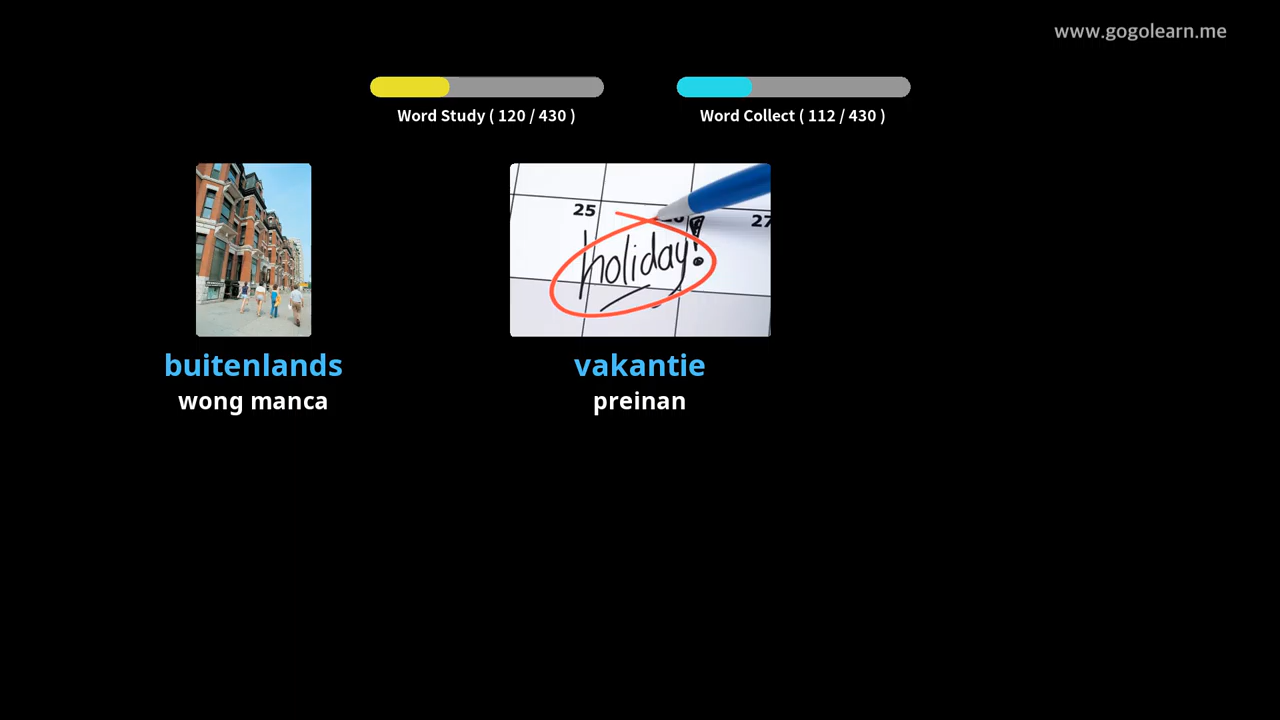 www.gogolearn.me
Word Study ( 120 / 430 )
Word Collect ( 112 / 430 )
25
27
holiday!
buitenlands
wong manca
vakantie
preinan